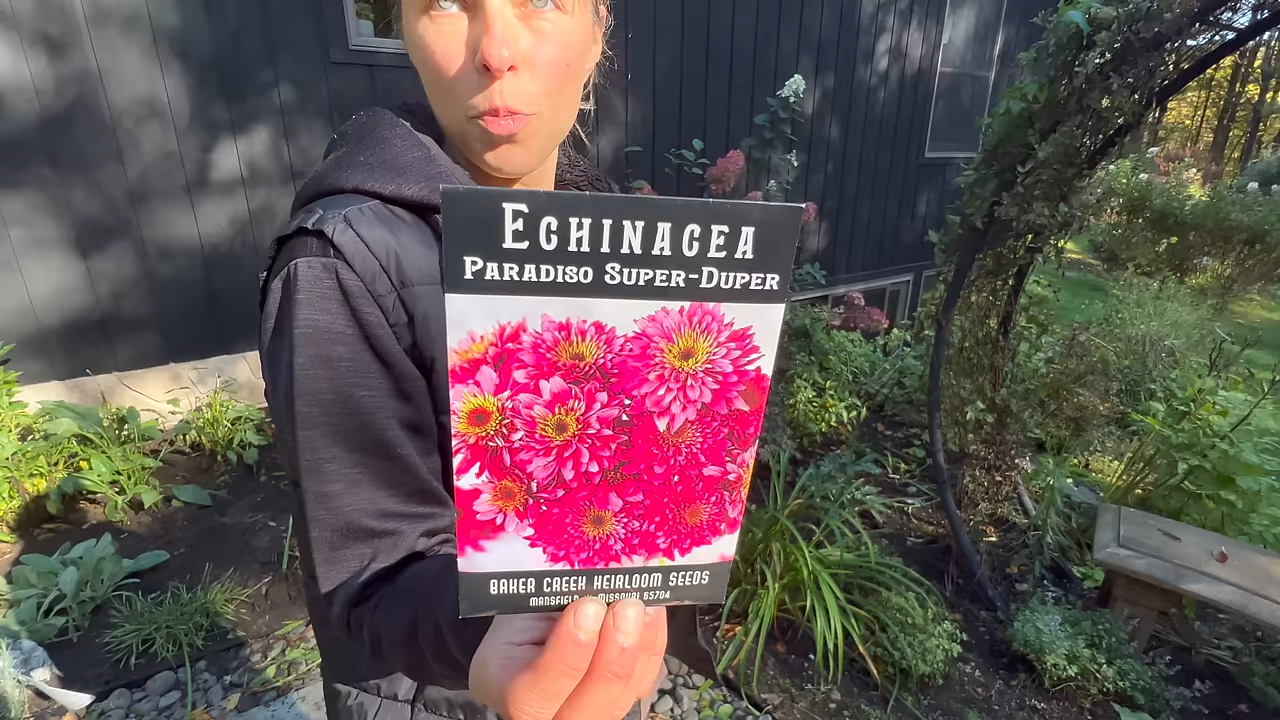 ECHINACEA
PARADISO SUPER-DUPER
BAKER CREEK HEIRLOOM SEEDS
MANSFIELD MISSOURI 65704